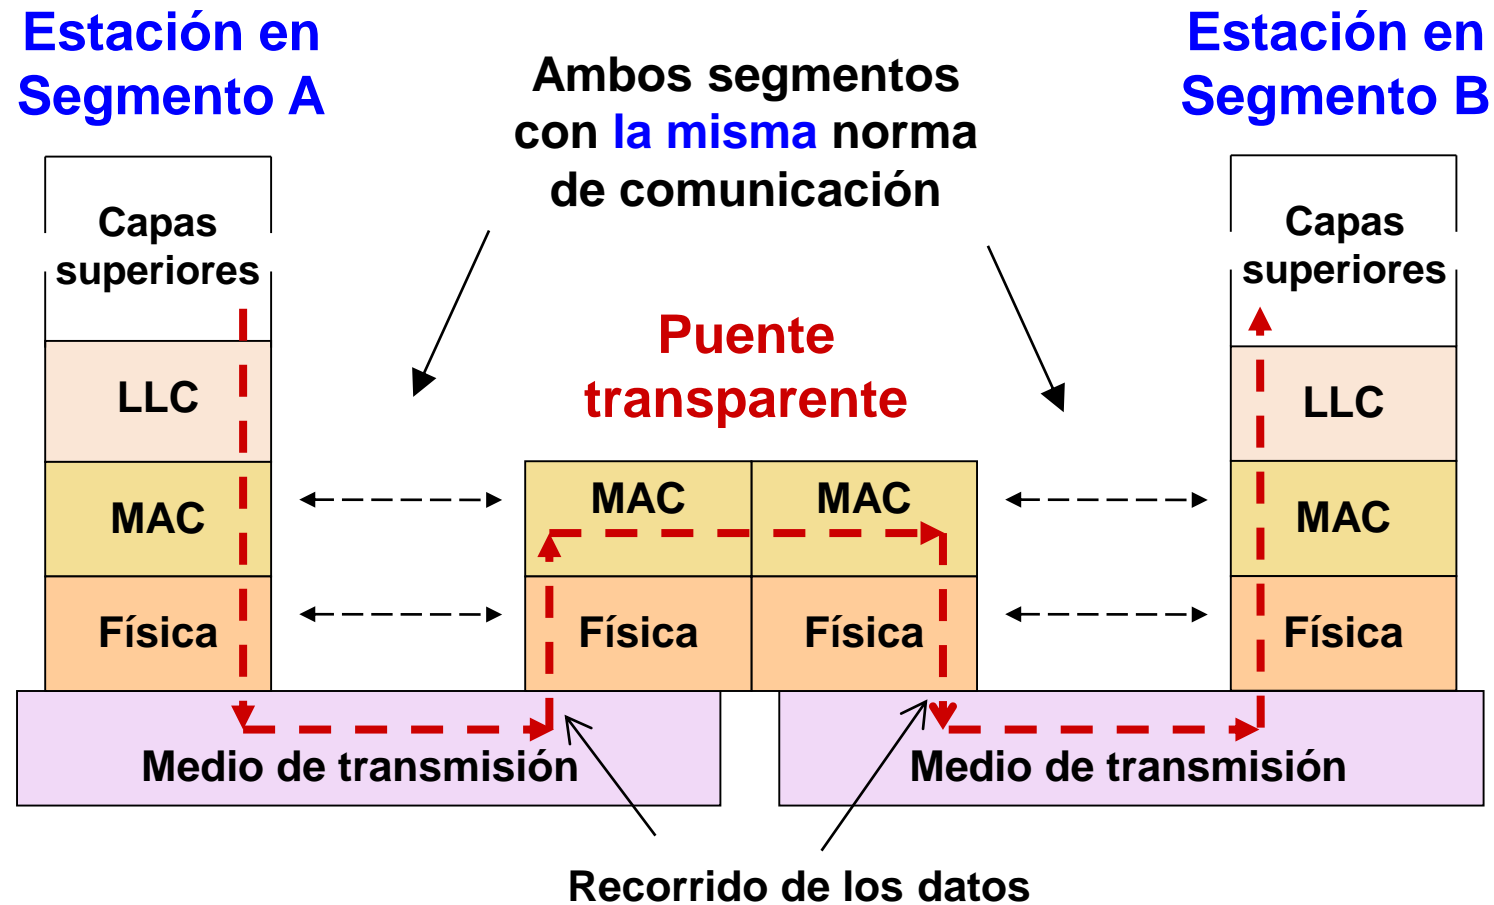 Estación en
Segmento A
Ambos segmentos
con la misma norma
de comunicación
Estación en
Segmento B
Capas
superiores
LLC
MAC
Física
Puente
transparente
MAC
MAC
Física
Física
Capas
superiores
LLC
MAC
Física
Medio de transmisión
Medio de transmisión
Recorrido de los datos